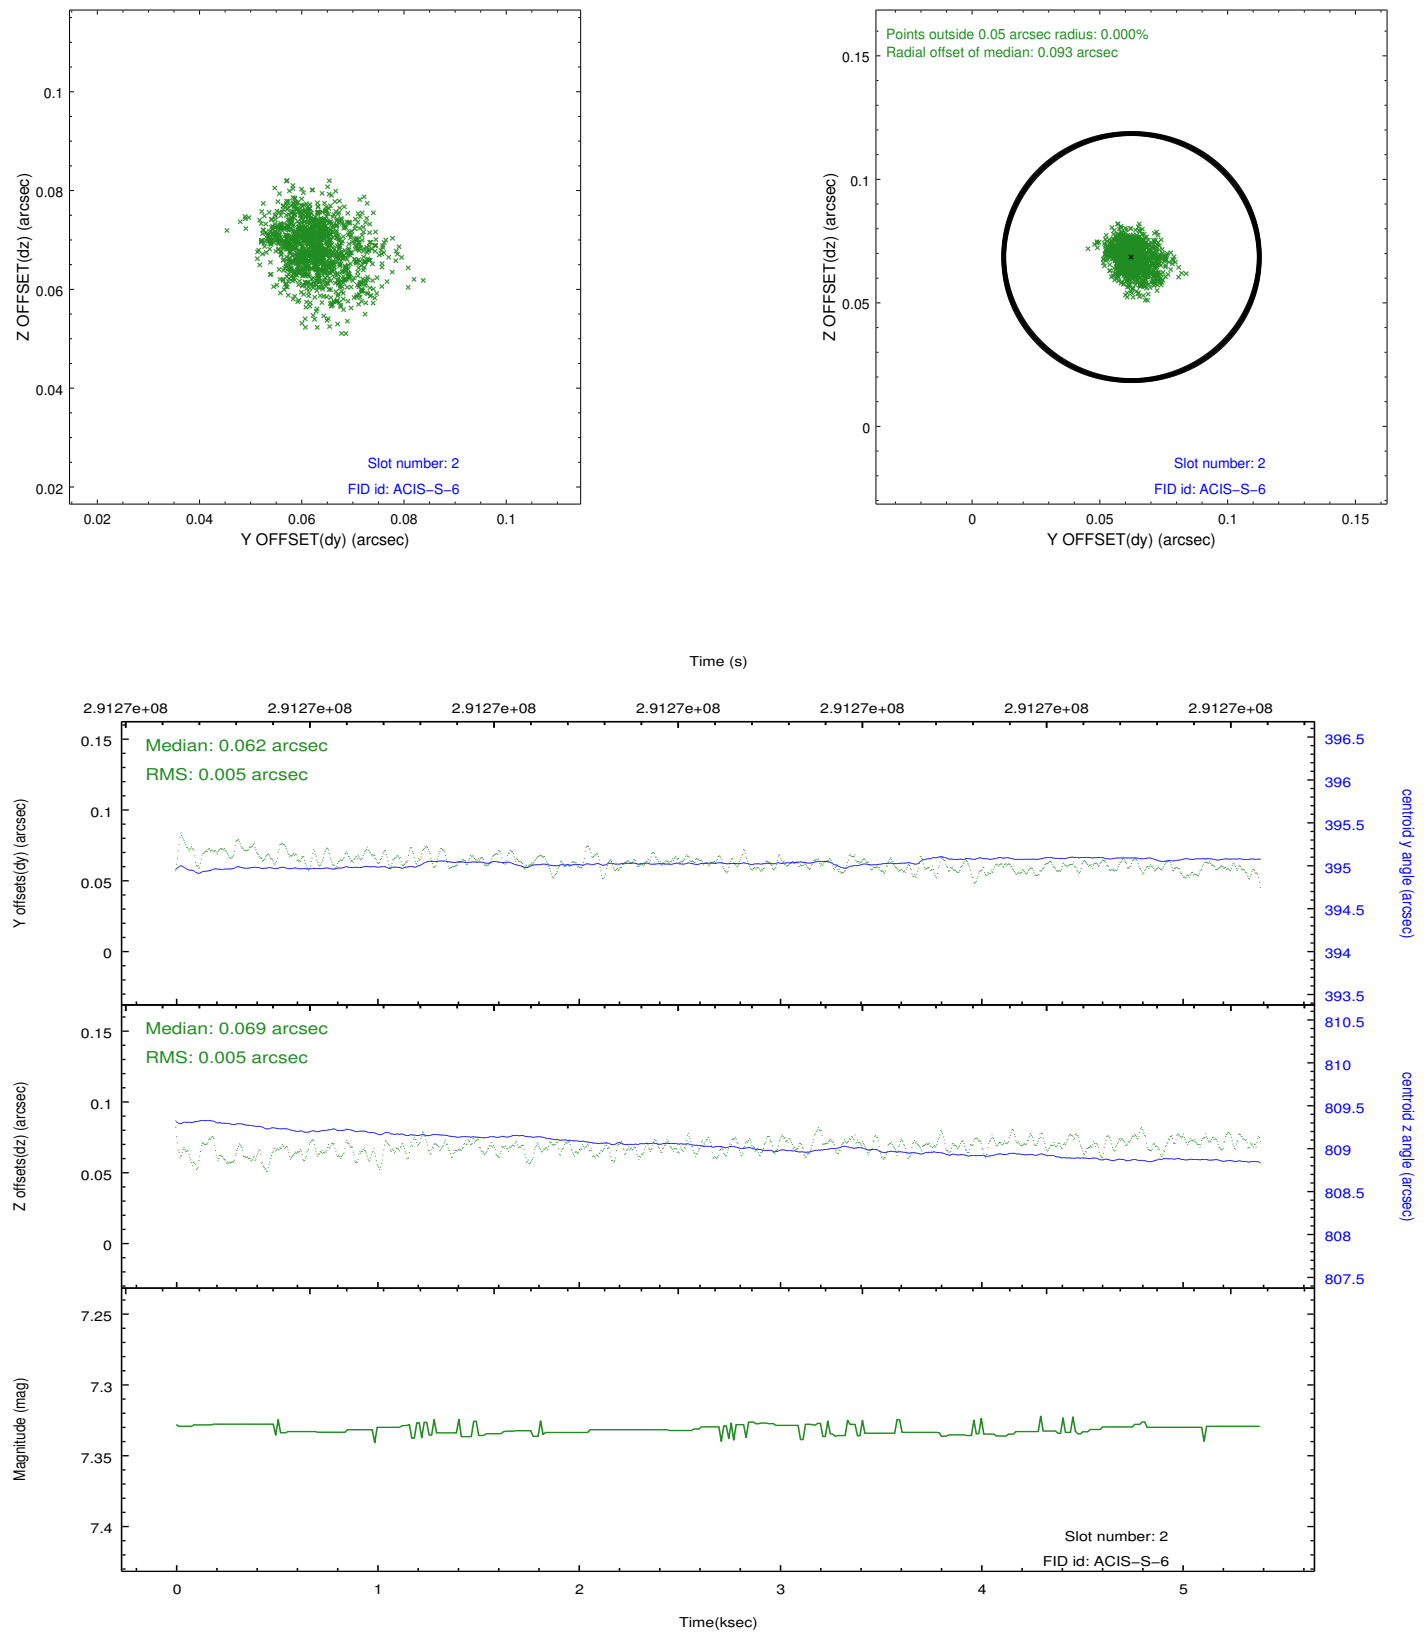 0.1
0.08
0.06
0.04
0.02
Z OFFSET(dz) (arcsec)
Slot number: 2
FID id: ACIS−S−6
0.02 0.04 0.06 0.08 0.1
Y OFFSET(dy) (arcsec)
Points outside 0.05 arcsec radius: 0.000%
Radial offset of median: 0.093 arcsec
0.15
0.1
0.05
0
Z OFFSET(dz) (arcsec)
Slot number: 2
FID id: ACIS−S−6
0 0.05 0.1 0.15
Y OFFSET(dy) (arcsec)
Time (s)
2.9127e+08 2.9127e+08 2.9127e+08 2.9127e+08 2.9127e+08 2.9127e+08 2.9127e+08
Median: 0.062 arcsec
RMS: 0.005 arcsec
0.15
0.1
0.05
0
Y offsets(dy) (arcsec)
396.5
396
395.5
395
394.5
394
393.5
centroid y angle (arcsec)
Median: 0.069 arcsec
RMS: 0.005 arcsec
0.15
0.1
0.05
0
Z offsets(dz) (arcsec)
810.5
810
809.5
809
808.5
808
807.5
centroid z angle (arcsec)
7.25
7.3
7.35
7.4
Magnitude (mag)
Slot number: 2
FID id: ACIS−S−6
0 1 2 3 4 5
Time(ksec)